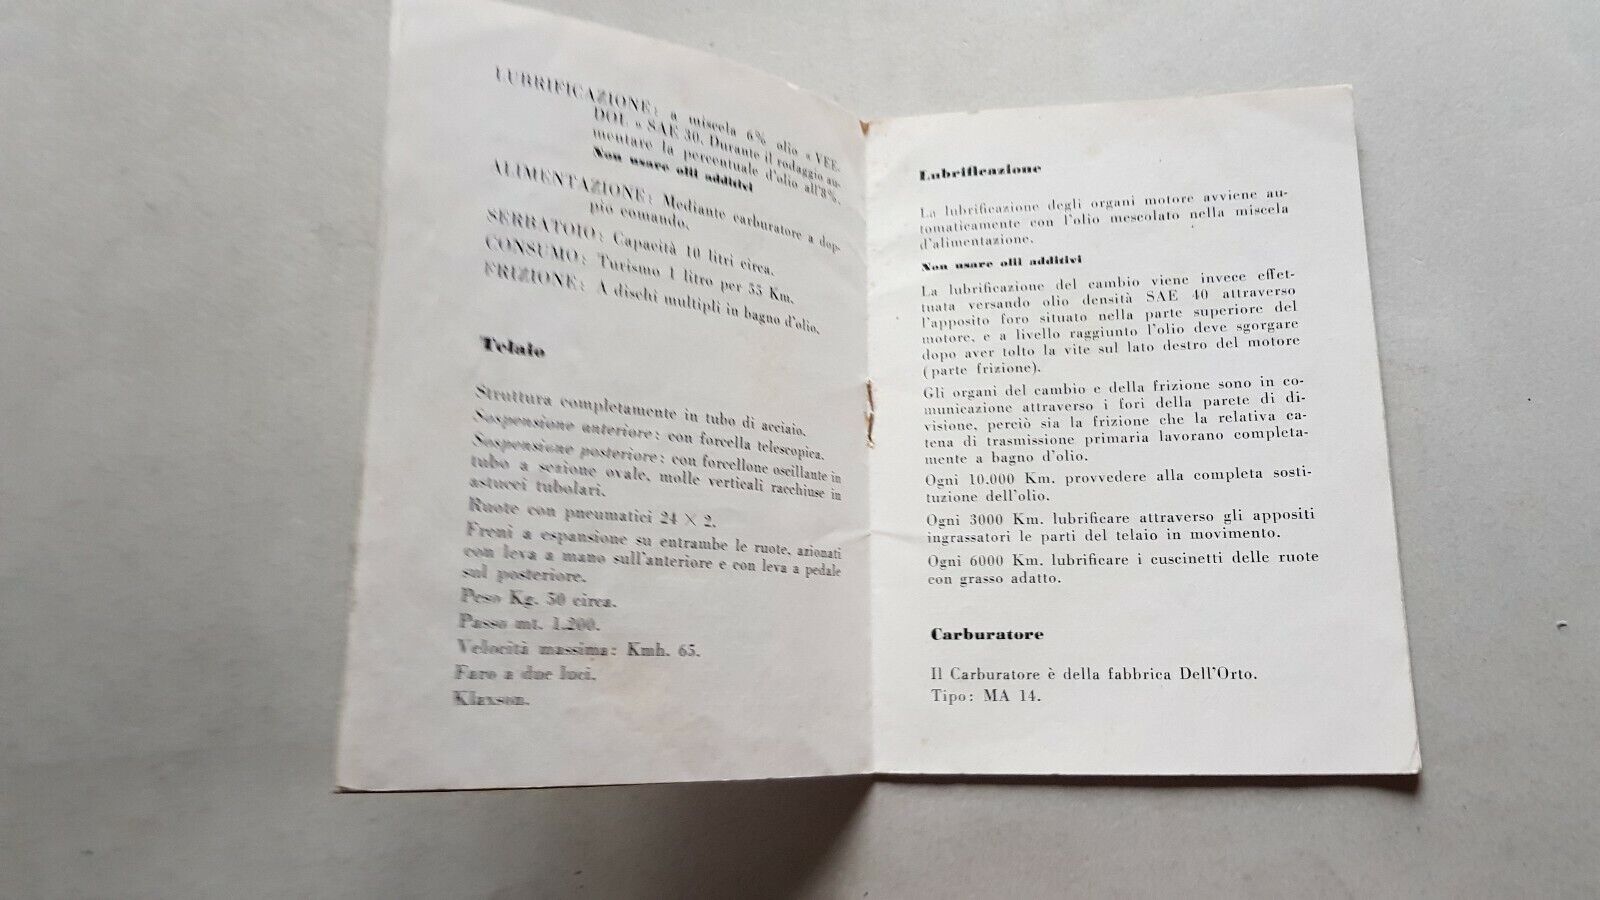 LUBRIFICAZIONE: a miscela 6% olio « VEE-
DOL « SAE 30. Durante il rodaggio au-
mentare la percentuale d'olio all'8%.
Non usare olii additivi
ALIMENTAZIONE: Mediante carburatore a dop-
pio comando.
SERBATOIO: Capacità 10 litri circa.
CONSUMO: Turismo 1 litro per 55 Km.
FRIZIONE: A dischi multipli in bagno d'olio.
Telaio
Struttura completamente in tubo di acciaio.
Sospensione anteriore: con forcella telescopica.
Sospensione posteriore: con forcellone oscillante in
tubo a sezione ovale, molle verticali racchiuse in
astucci tubolari.
Ruote con pneumatici 24 × 2.
Freni a espansione su entrambe le ruote, azionati
con leva a mano sull'anteriore e con leva a pedale
sul posteriore.
Peso Kg. 50 circa.
Passo mt. 1.200.
Velocità massima: Kmh. 65.
Faro a due luci.
Klaxson.
Lubrificazione
La lubrificazione degli organi motore avviene au-
tomaticamente con l'olio mescolato nella miscela
d'alimentazione.
Non usare olii additivi
La lubrificazione del cambio viene invece effet-
tuata versando olio densità SAE 40 attraverso
l'apposito foro situato nella parte superiore del
motore, e a livello raggiunto l'olio deve sgorgare
dopo aver tolto la vite sul lato destro del motore
(parte frizione).
Gli organi del cambio e della frizione sono in co-
municazione attraverso i fori della parete di di-
visione, perciò sia la frizione che la relativa ca-
tena di trasmissione primaria lavorano completa-
mente a bagno d'olio.
Ogni 10.000 Km. provvedere alla completa sosti-
tuzione dell'olio.
Ogni 3000 Km. lubrificare attraverso gli appositi
ingrassatori le parti del telaio in movimento.
Ogni 6000 Km. lubrificare i cuscinetti delle ruote
con grasso adatto.
Carburatore
Il Carburatore è della fabbrica Dell'Orto.
Tipo: MA 14.